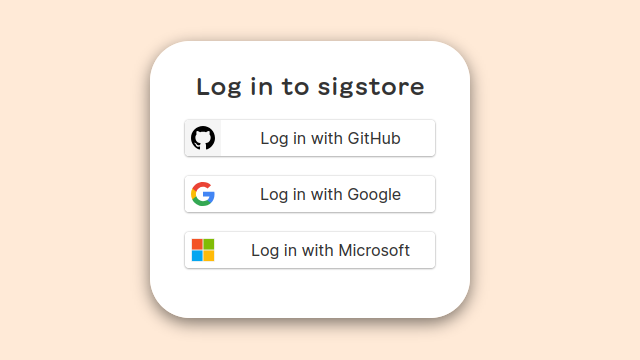 Log in to sigstore
Log in with GitHub
Log in with Google
Log in with Microsoft